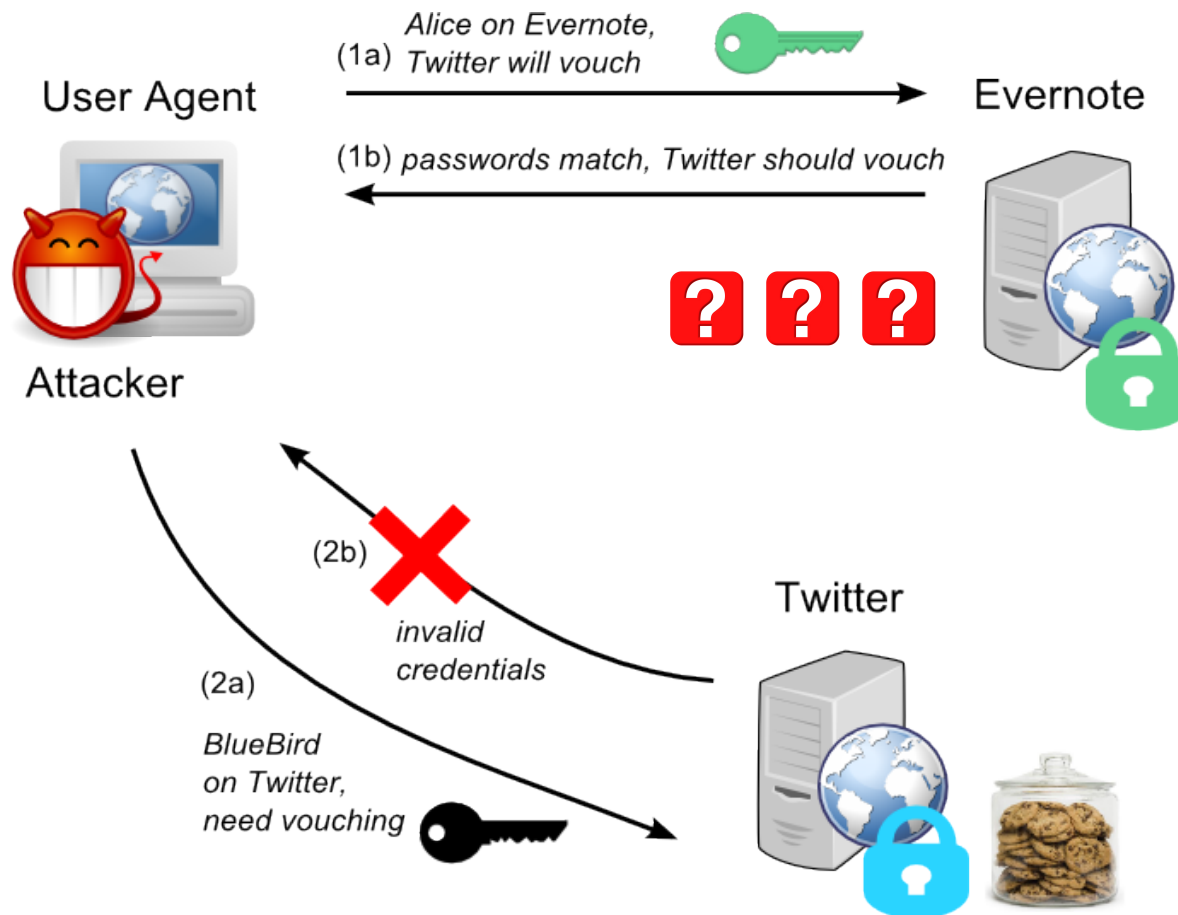 Alice on Evernote,
(1a) Twitter will vouch
User Agent
Evernote
(1b) passwords match, Twitter should vouch
? ? ?
Attacker
(2b)
invalid
credentials
Twitter
(2a)
BlueBird
on Twitter,
need vouching